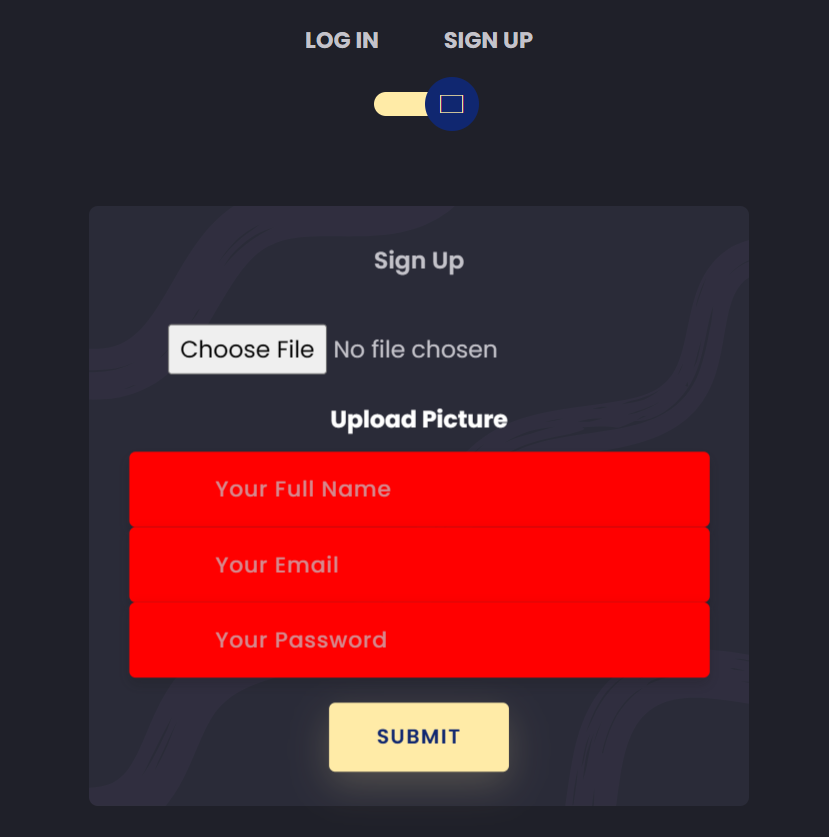 LOG IN SIGN UP
Sign Up
Choose File No file chosen
Upload Picture
Your Full Name
Your Email
Your Password
SUBMIT